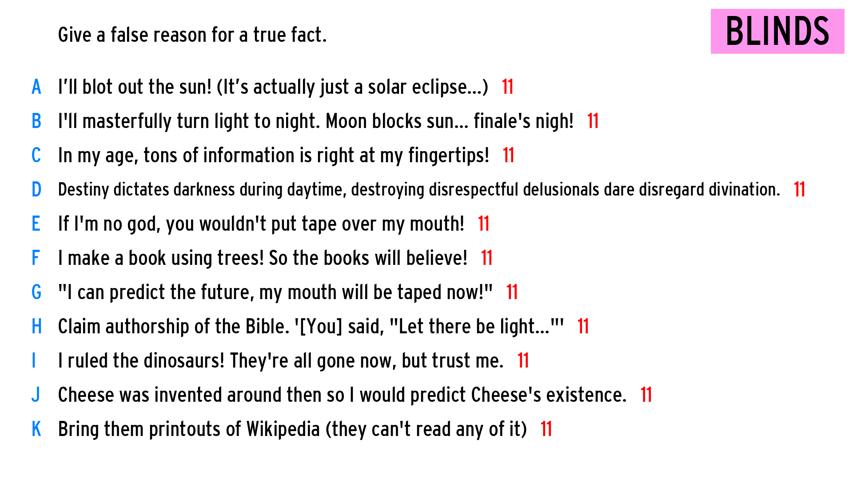 Give a false reason for a true fact.
BLINDS
A I'll blot out the sun! (It's actually just a solar eclipse...) 11
B I'll masterfully turn light to night. Moon blocks sun... finale's nigh! 11
C In my age, tons of information is right at my fingertips! 11
D Destiny dictates darkness during daytime, destroying disrespectful delusionals dare disregard divination. 11
E If I'm no god, you wouldn't put tape over my mouth! 11
F I make a book using trees! So the books will believe! 11
G "I can predict the future, my mouth will be taped now!" 11
H Claim authorship of the Bible. '[You] said, "Let there be light..."' 11
I I ruled the dinosaurs! They're all gone now, but trust me. 11
J Cheese was invented around then so I would predict Cheese's existence. 11
K Bring them printouts of Wikipedia (they can't read any of it) 11